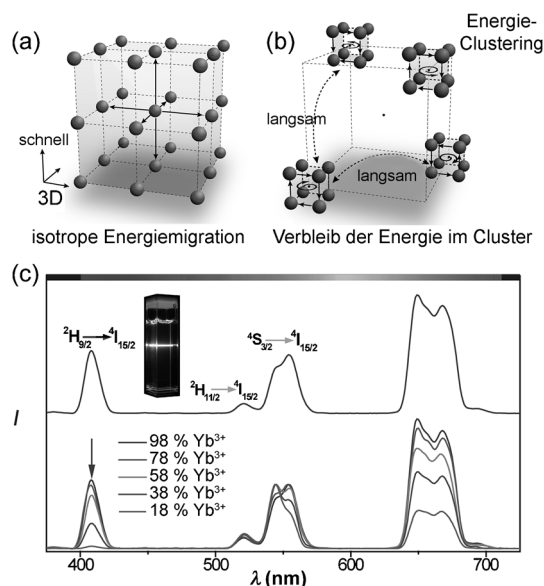 (a)
schnell
3D
isotrope Energiemigration
(b)
Energie-
Clustering
langsam
langsam
Verbleib der Energie im Cluster
(c)
²H₉/₂ → ⁴I₁₅/₂
²H₁₁/₂ → ⁴I₁₅/₂
⁴S₃/₂ → ⁴I₁₅/₂
I
98 % Yb³⁺
78 % Yb³⁺
58 % Yb³⁺
38 % Yb³⁺
18 % Yb³⁺
400 500 600 700
λ (nm)